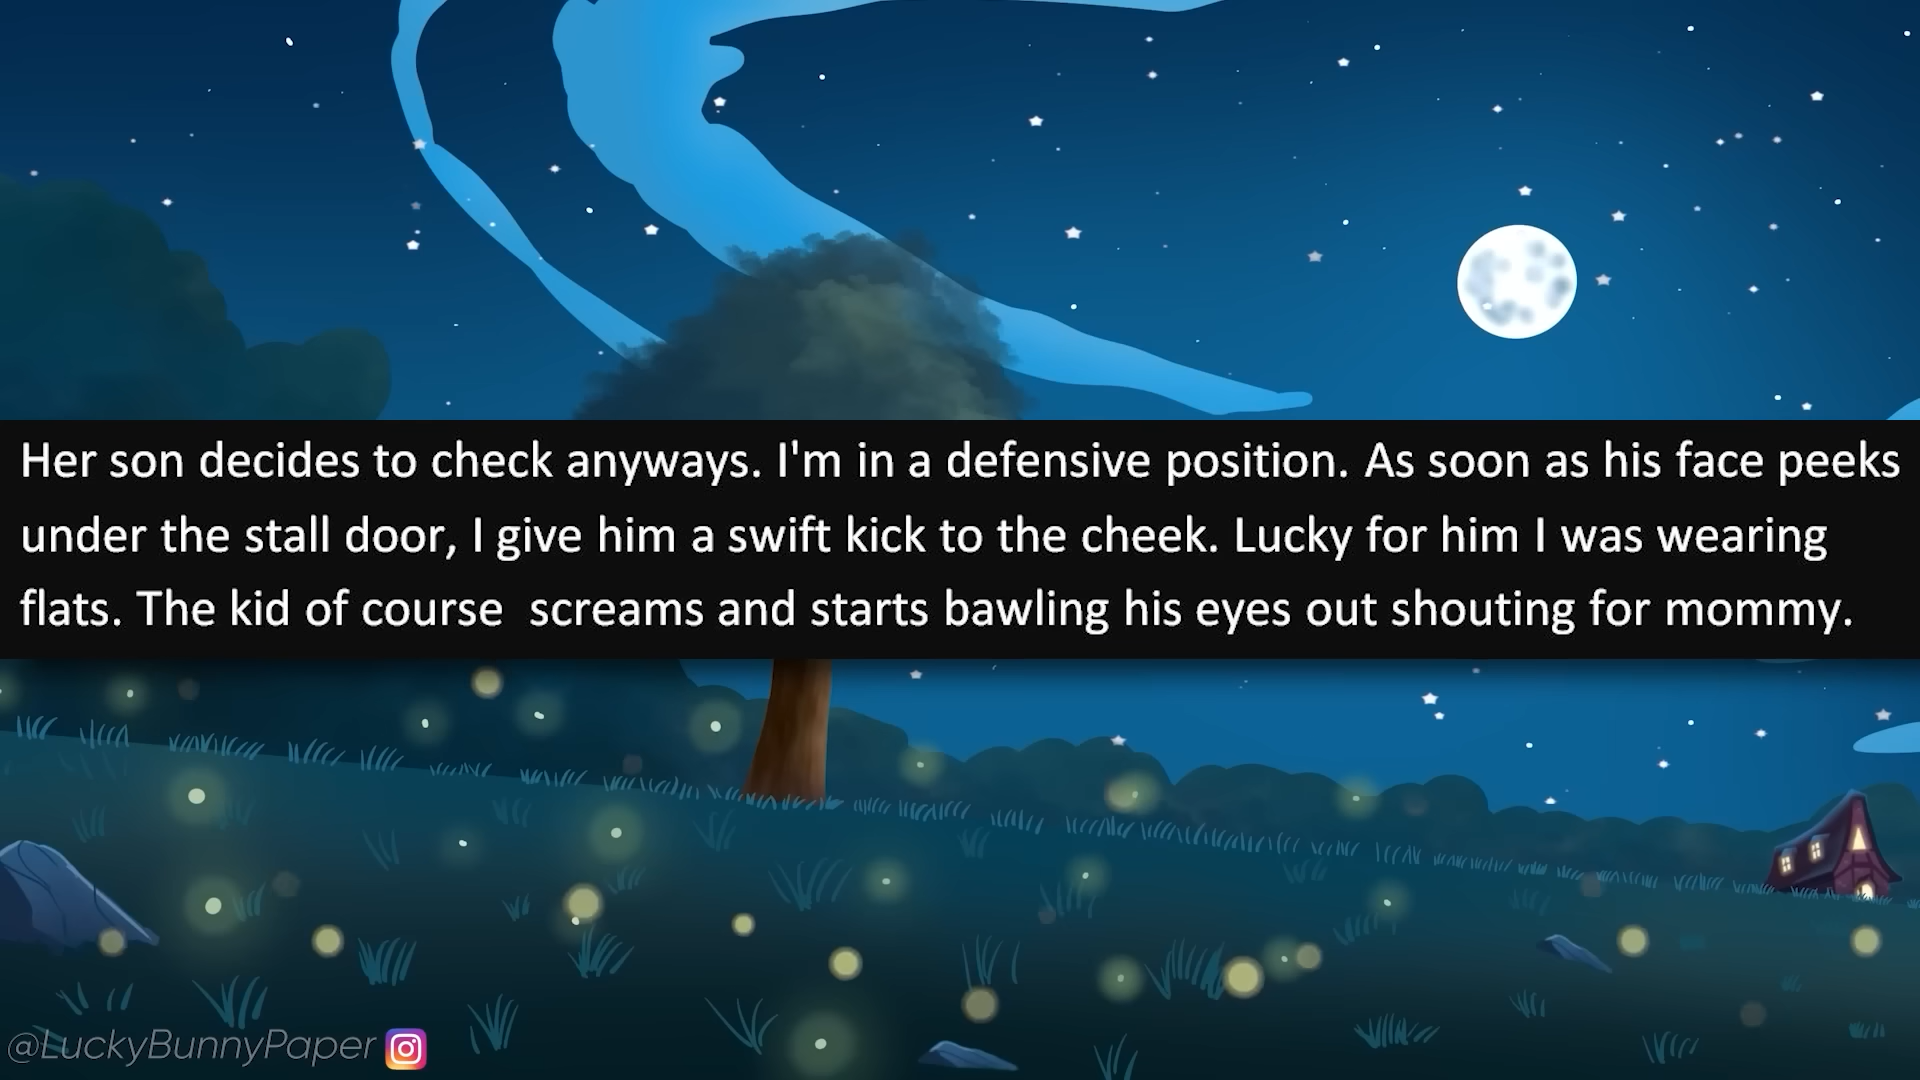 Her son decides to check anyways. I'm in a defensive position. As soon as his face peeks
under the stall door, I give him a swift kick to the cheek. Lucky for him I was wearing
flats. The kid of course  screams and starts bawling his eyes out shouting for mommy.
@LuckyBunnyPaper